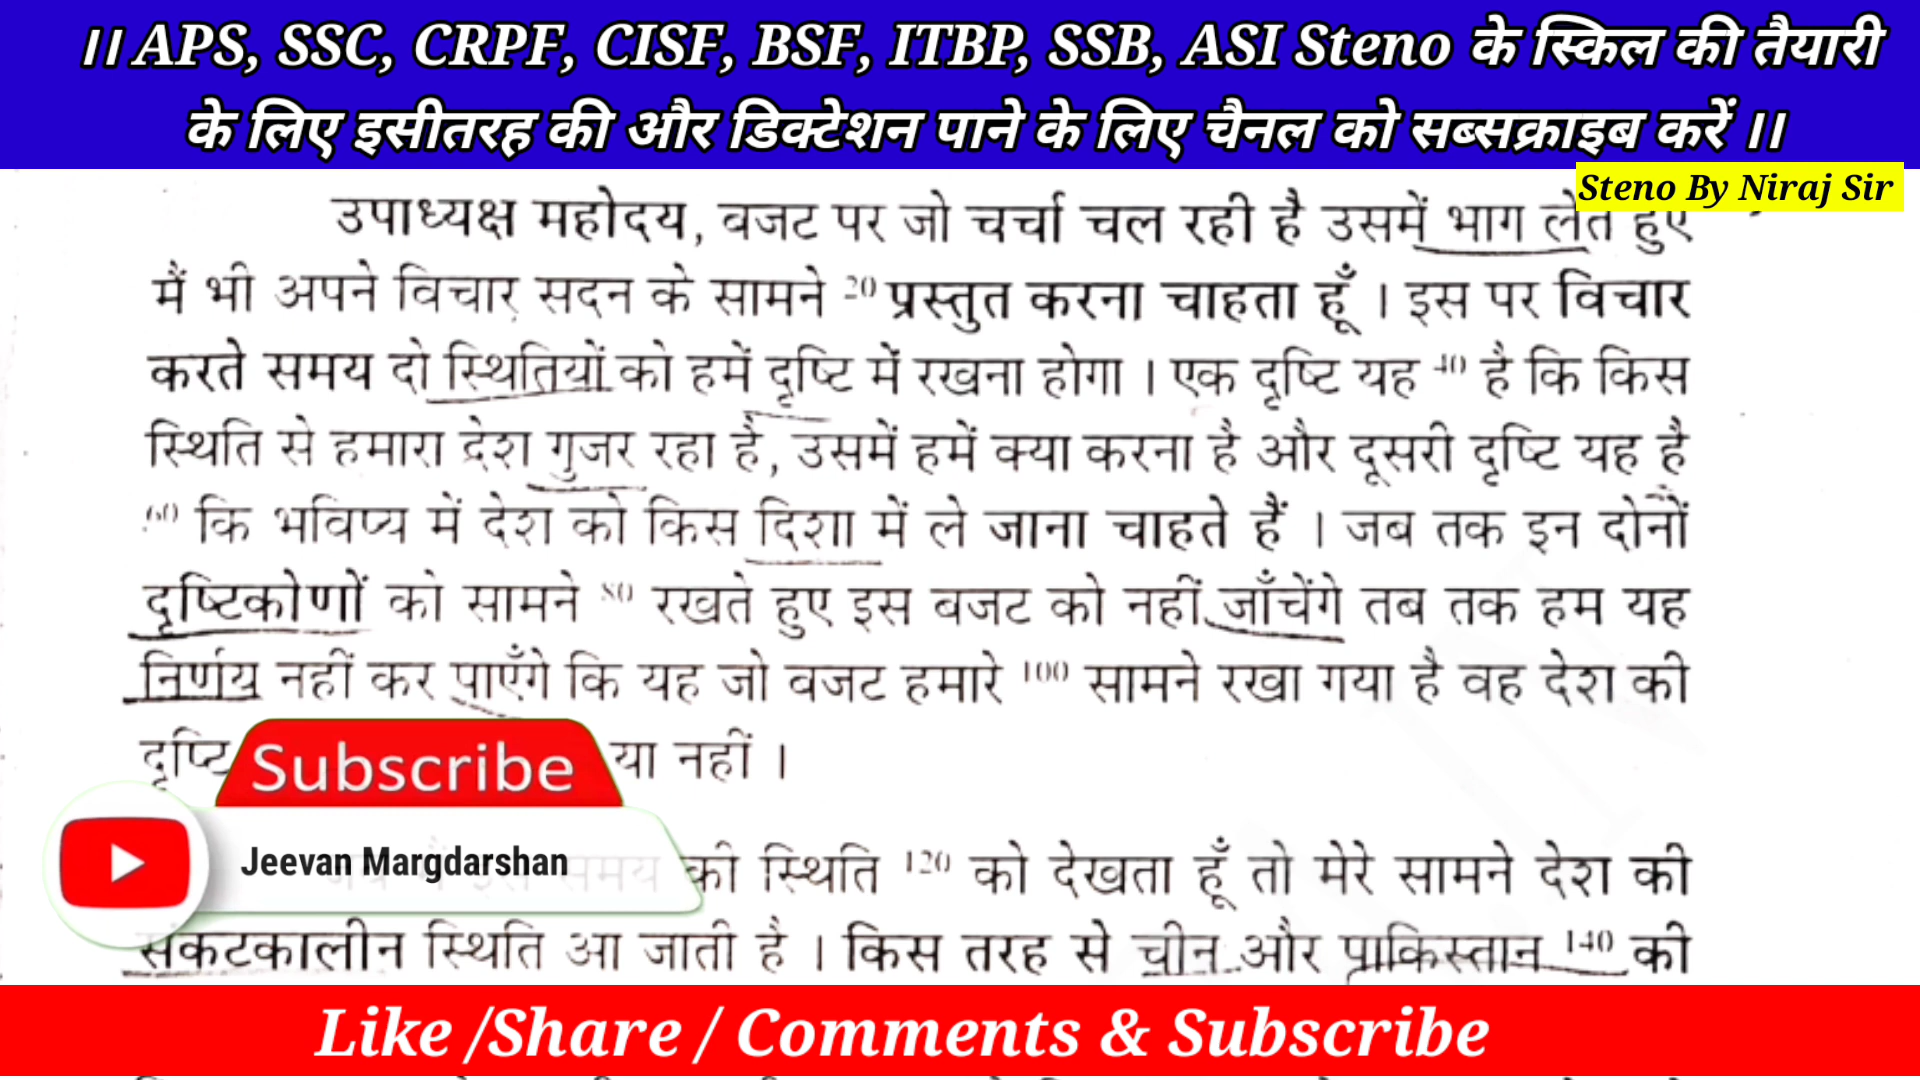 ।। APS, SSC, CRPF, CISF, BSF, ITBP, SSB, ASI Steno के स्किल की तैयारी
के लिए इसीतरह की और डिक्टेशन पाने के लिए चैनल को सब्सक्राइब करें ।।
Steno By Niraj Sir
उपाध्यक्ष महोदय, बजट पर जो चर्चा चल रही है उसमें भाग लेते हुए
मैं भी अपने विचार सदन के सामने 20 प्रस्तुत करना चाहता हूँ । इस पर विचार
करते समय दो स्थितियों को हमें दृष्टि में रखना होगा । एक दृष्टि यह 40 है कि किस
स्थिति से हमारा देश गुजर रहा है, उसमें हमें क्या करना है और दूसरी दृष्टि यह है
60 कि भविष्य में देश को किस दिशा में ले जाना चाहते हैं । जब तक इन दोनों
दृष्टिकोणों को सामने 80 रखते हुए इस बजट को नहीं जाँचेंगे तब तक हम यह
निर्णय नहीं कर पाएँगे कि यह जो बजट हमारे 100 सामने रखा गया है वह देश की
दृष्टि या नहीं ।
Subscribe
Jeevan Margdarshan
समय की स्थिति 120 को देखता हूँ तो मेरे सामने देश की
संकटकालीन स्थिति आ जाती है । किस तरह से चीन और पाकिस्तान 140 की
Like /Share / Comments & Subscribe